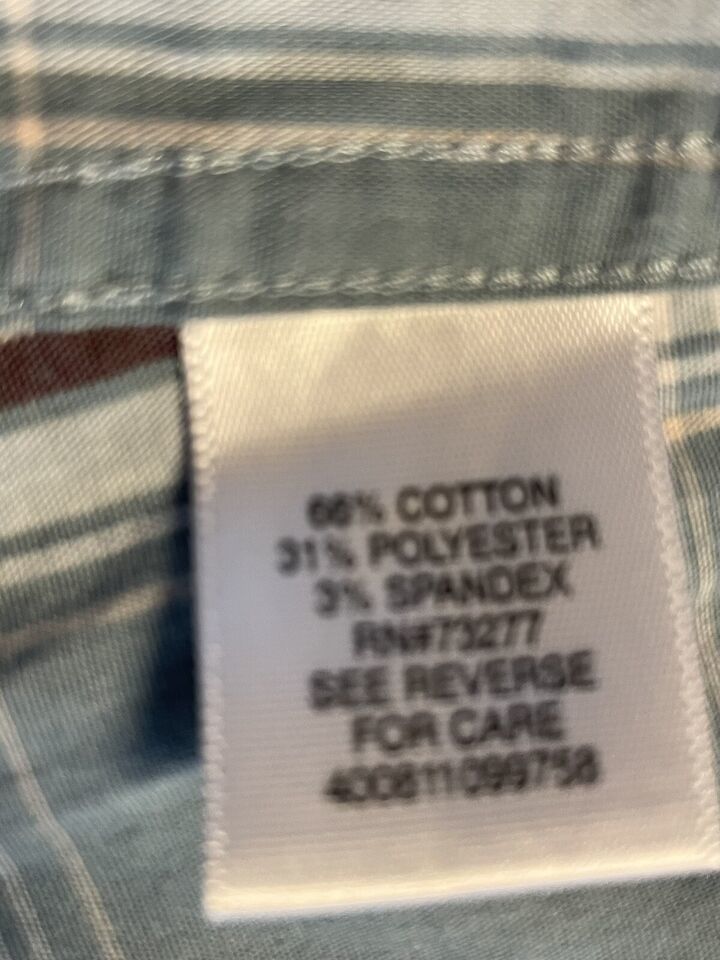 66% COTTON
31% POLYESTER
3% SPANDEX
RN#73277
SEE REVERSE
FOR CARE
400811099758